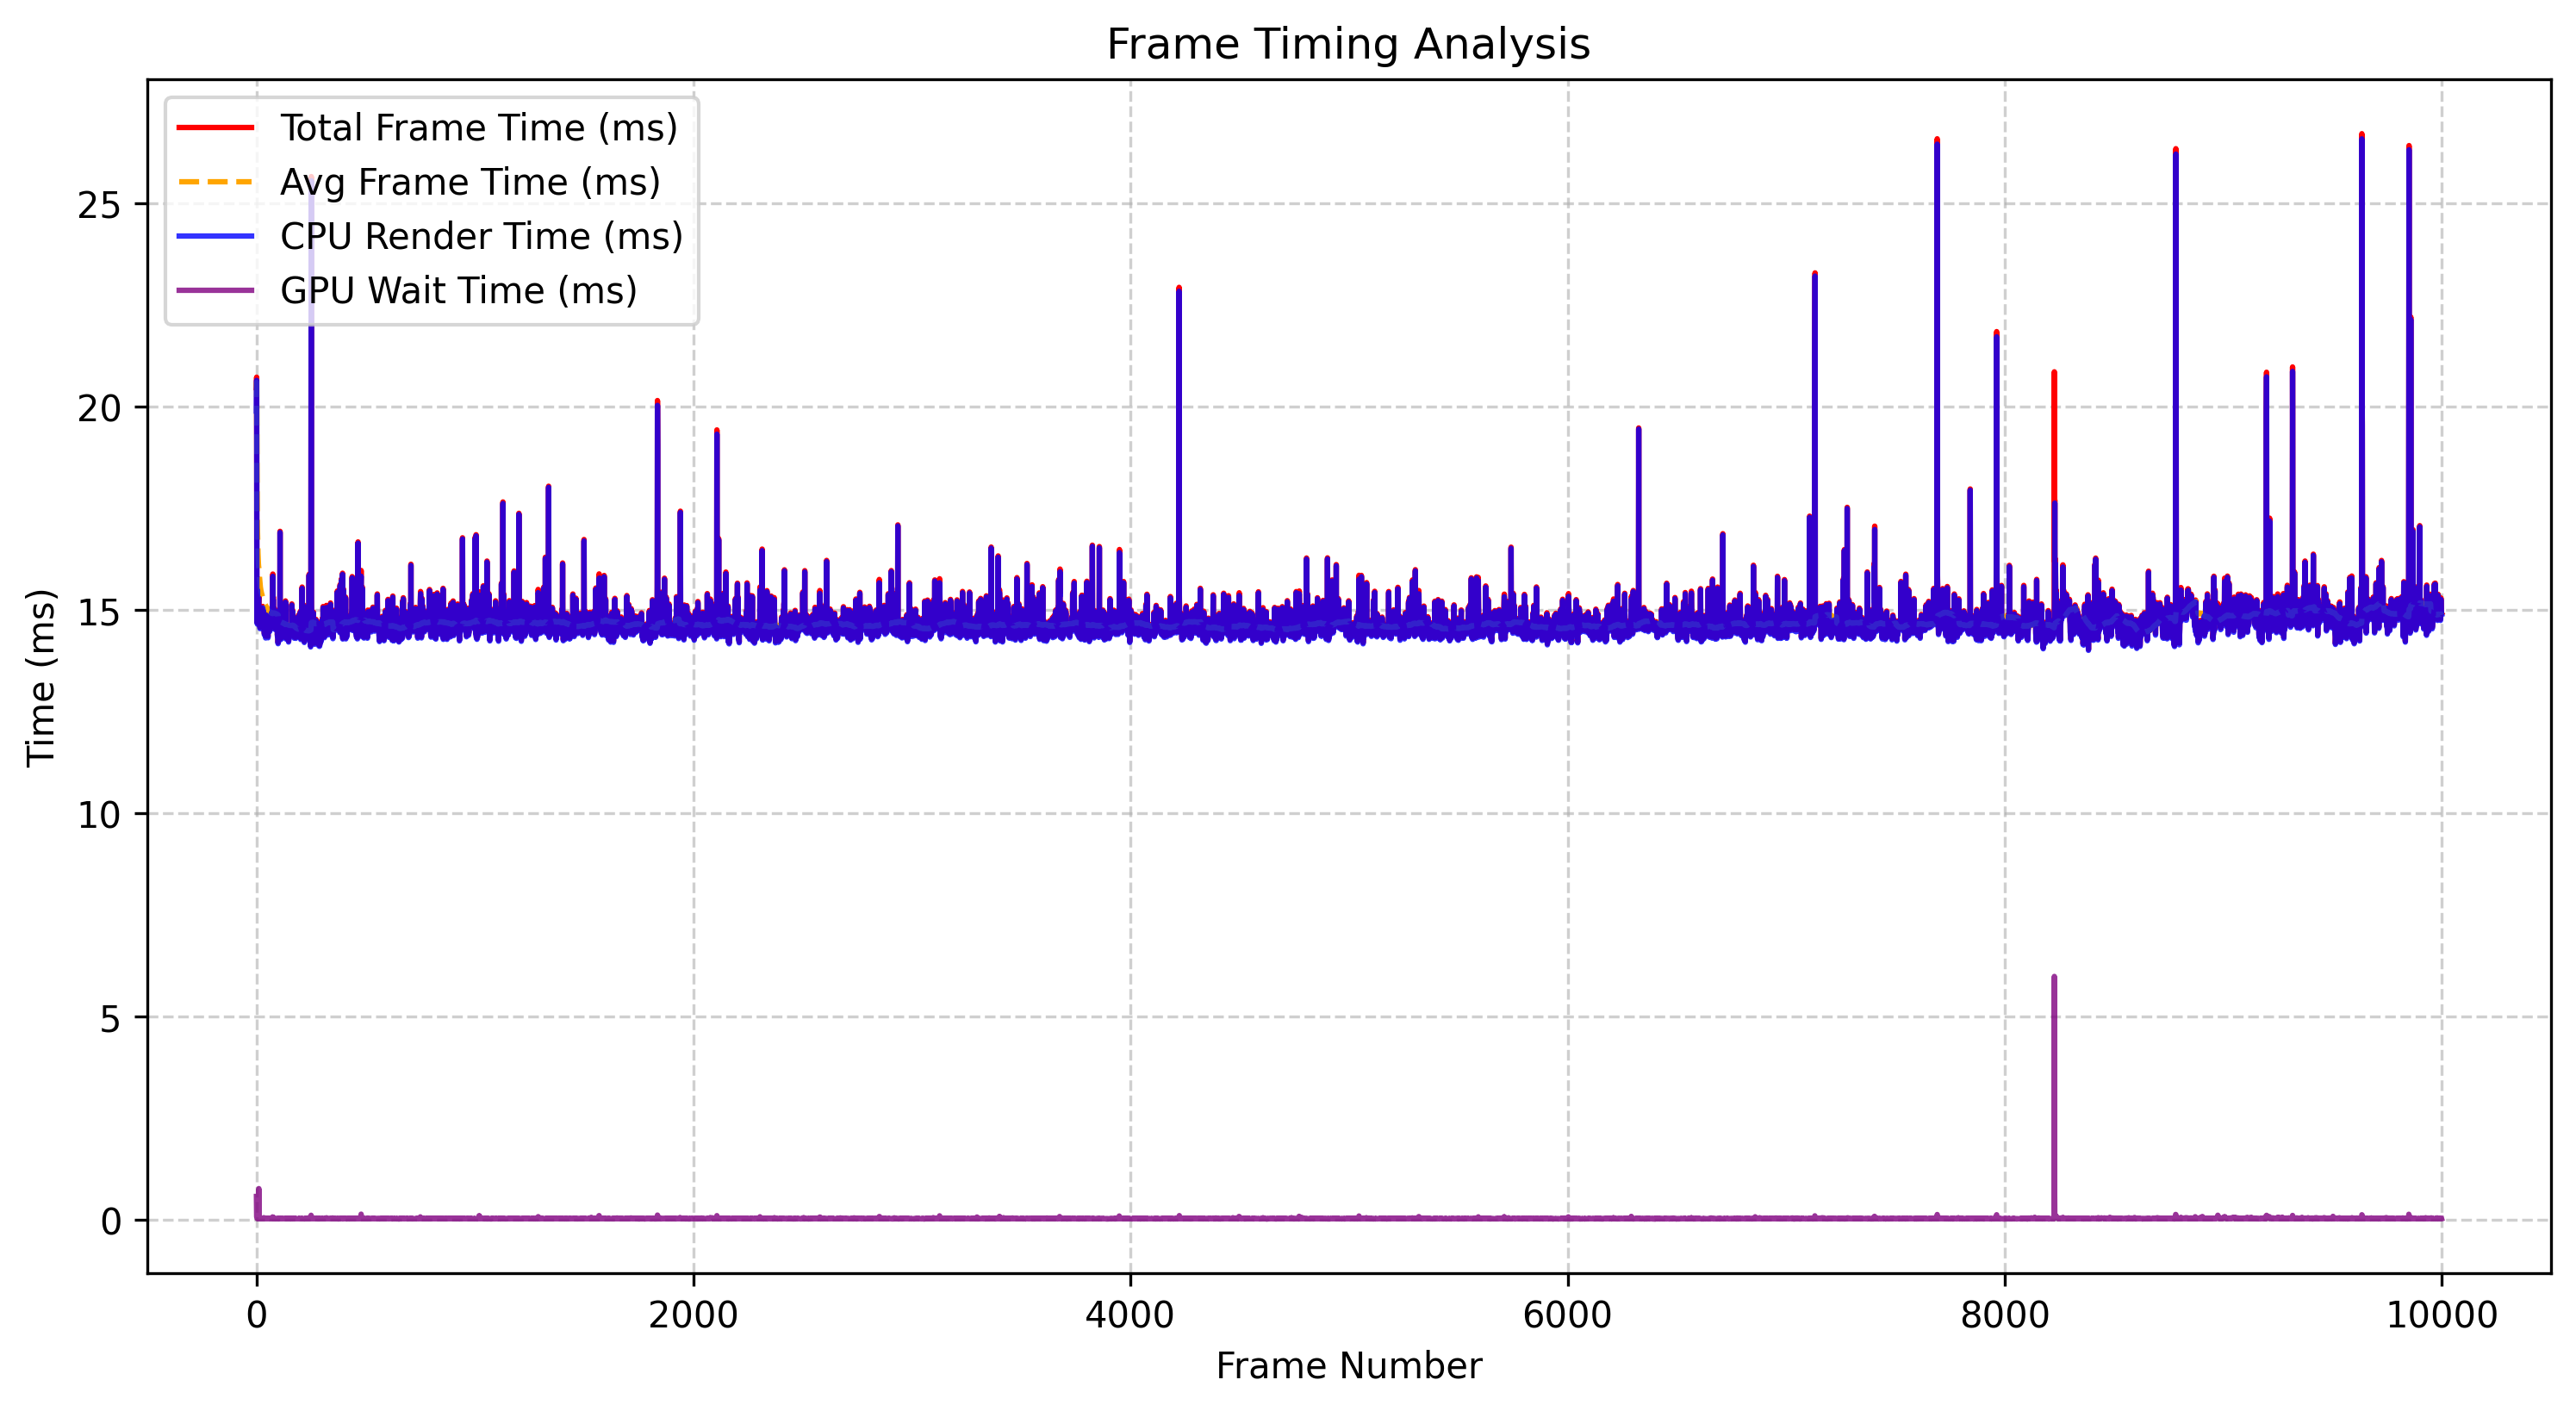 Frame Timing Analysis
Total Frame Time (ms)
Avg Frame Time (ms)
CPU Render Time (ms)
GPU Wait Time (ms)
25
20
15
10
5
0
Time (ms)
0 2000 4000 6000 8000 10000
Frame Number